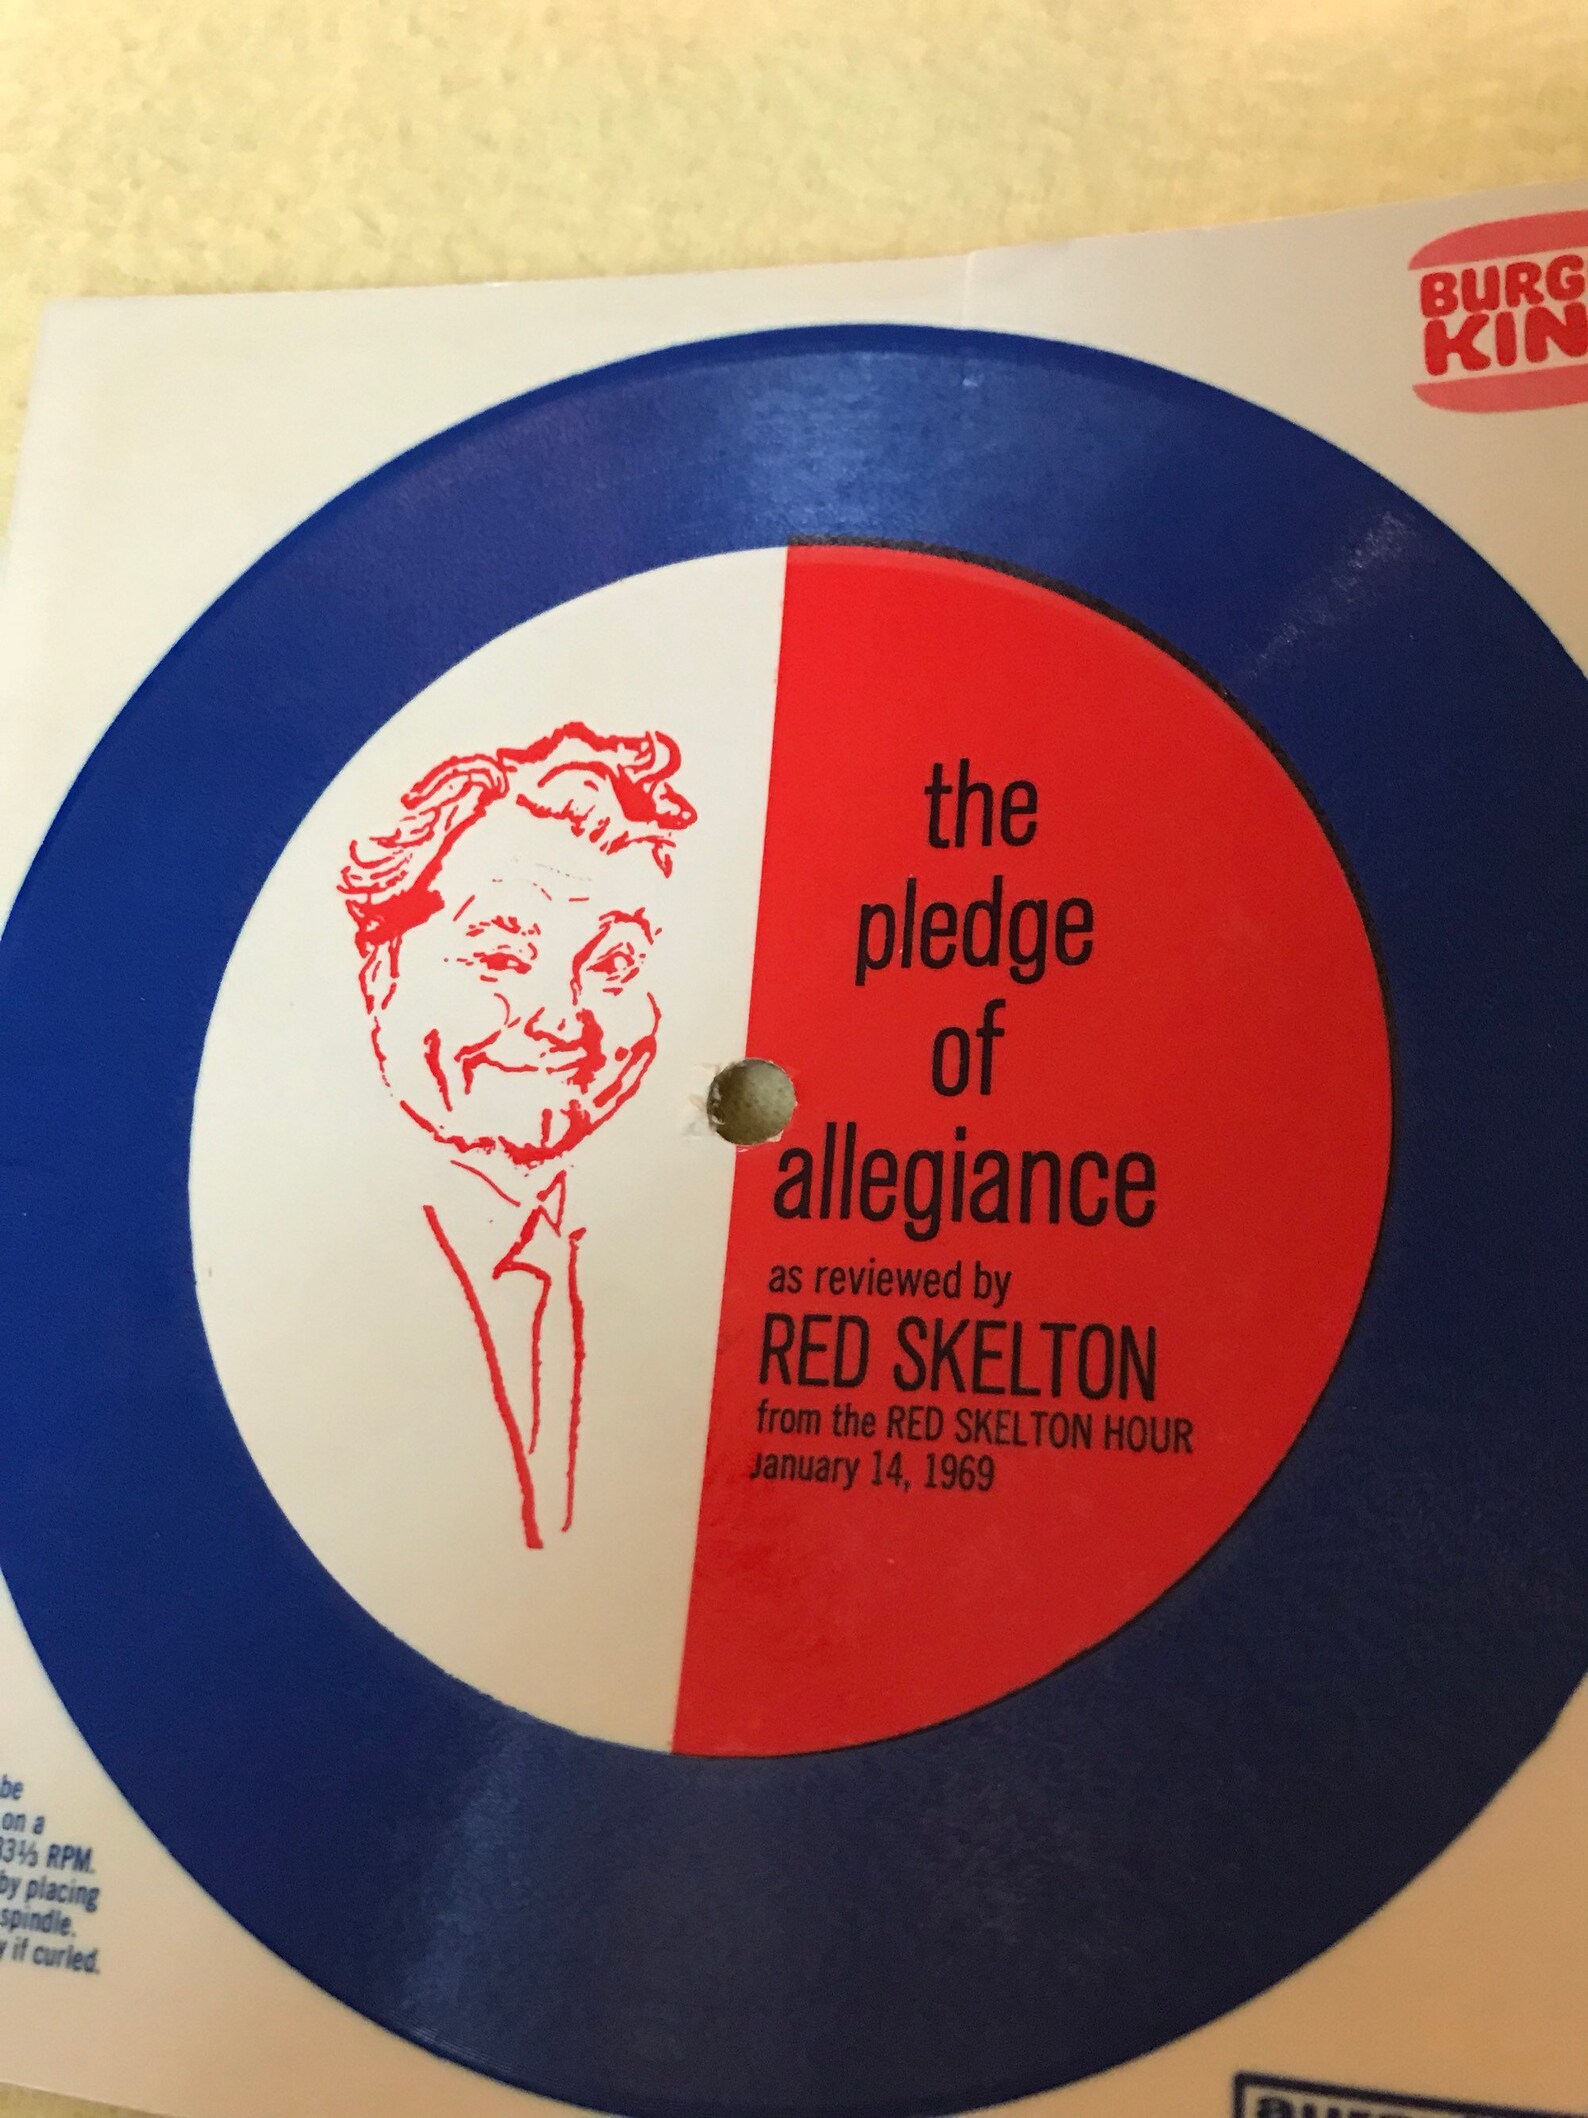 BURG
KIN
the
pledge
of
allegiance
as reviewed by
RED SKELTON
from the RED SKELTON HOUR
January 14, 1969
be
on a
33⅓ RPM.
by placing
spindle.
if curled.